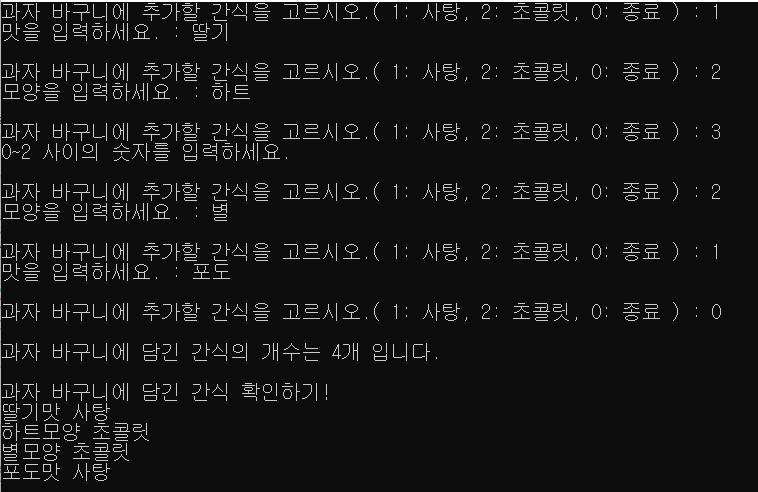 과자 바구니에 추가할 간식을 고르시오.( 1: 사탕, 2: 초콜릿, 0: 종료 ) : 1
맛을 입력하세요. : 딸기
과자 바구니에 추가할 간식을 고르시오.( 1: 사탕, 2: 초콜릿, 0: 종료 ) : 2
모양을 입력하세요. : 하트
과자 바구니에 추가할 간식을 고르시오.( 1: 사탕, 2: 초콜릿, 0: 종료 ) : 3
0~2 사이의 숫자를 입력하세요.
과자 바구니에 추가할 간식을 고르시오.( 1: 사탕, 2: 초콜릿, 0: 종료 ) : 2
모양을 입력하세요. : 별
과자 바구니에 추가할 간식을 고르시오.( 1: 사탕, 2: 초콜릿, 0: 종료 ) : 1
맛을 입력하세요. : 포도
과자 바구니에 추가할 간식을 고르시오.( 1: 사탕, 2: 초콜릿, 0: 종료 ) : 0
과자 바구니에 담긴 간식의 개수는 4개 입니다.
과자 바구니에 담긴 간식 확인하기!
딸기맛 사탕
하트모양 초콜릿
별모양 초콜릿
포도맛 사탕